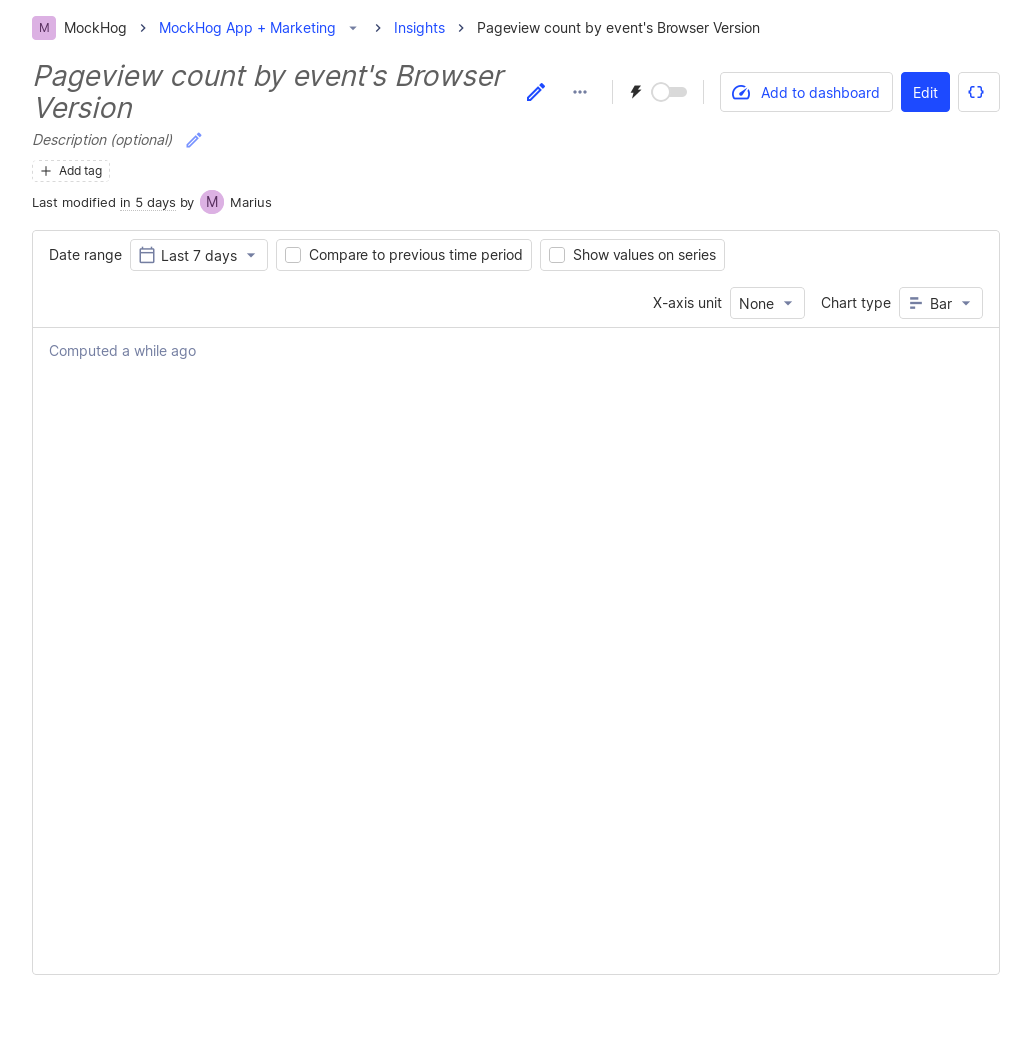 M MockHog MockHog App + Marketing Insights Pageview count by event's Browser Version
Pageview count by event's Browser
Version
Add to dashboard Edit
Description (optional)
Add tag
Last modified in 5 days by M Marius
Date range Last 7 days Compare to previous time period Show values on series
X-axis unit None Chart type Bar
Computed a while ago